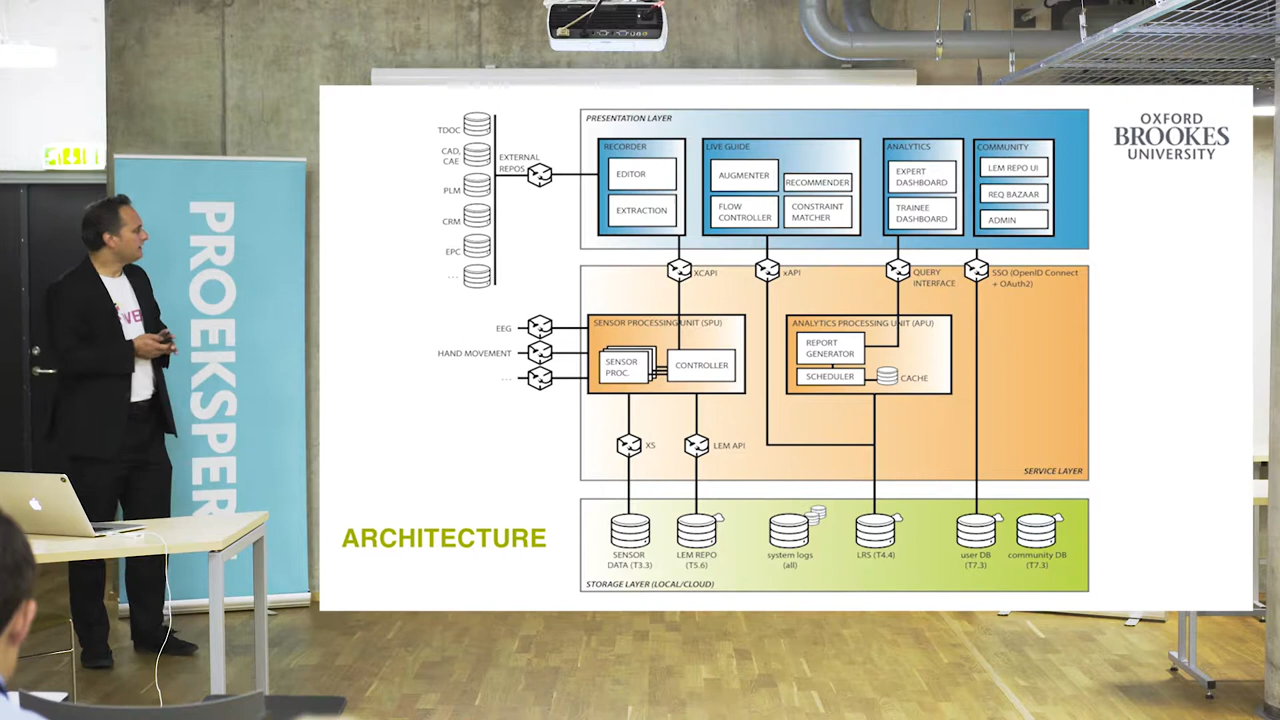 PROEKSPER
TDOC
CAD,
CAE
PLM
CRM
EPC
...
EXTERNAL
REPOS
PRESENTATION LAYER
RECORDER
EDITOR
EXTRACTION
LIVE GUIDE
AUGMENTER
RECOMMENDER
FLOW
CONTROLLER
CONSTRAINT
MATCHER
ANALYTICS
EXPERT
DASHBOARD
TRAINEE
DASHBOARD
COMMUNITY
LEM REPO UI
REQ BAZAAR
ADMIN
OXFORD
BROOKES
UNIVERSITY
XCAPI
xAPI
QUERY
INTERFACE
SSO (OpenID Connect
+ OAuth2)
EEG
HAND MOVEMENT
...
SENSOR PROCESSING UNIT (SPU)
SENSOR
PROC.
CONTROLLER
ANALYTICS PROCESSING UNIT (APU)
REPORT
GENERATOR
SCHEDULER
CACHE
XS
LEM API
SERVICE LAYER
ARCHITECTURE
SENSOR
DATA (T3.3)
LEM REPO
(T5.6)
system logs
(all)
LRS (T4.4)
user DB
(T7.3)
community DB
(T7.3)
STORAGE LAYER (LOCAL/CLOUD)